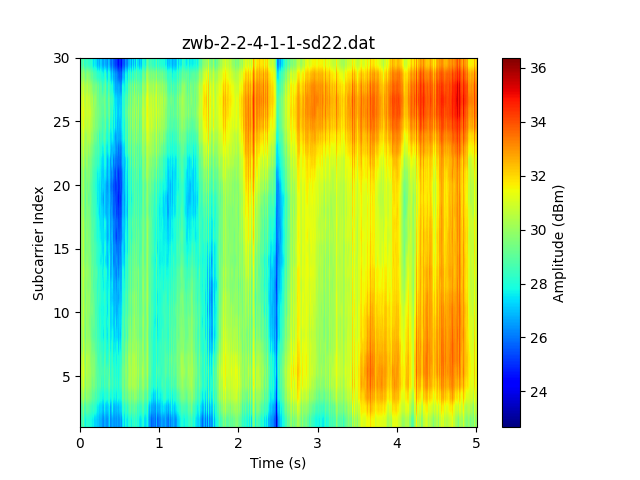 zwb-2-2-4-1-1-sd22.dat
30
25
20
15
10
5
Subcarrier Index
0 1 2 3 4 5
Time (s)
36
34
32
30
28
26
24
Amplitude (dBm)